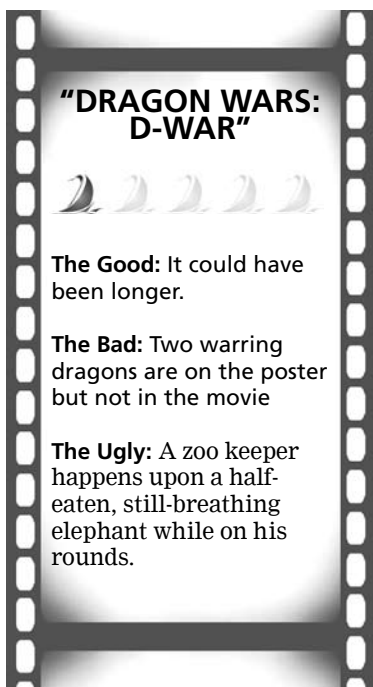 “DRAGON WARS:
D-WAR”
The Good: It could have
been longer.
The Bad: Two warring
dragons are on the poster
but not in the movie
The Ugly: A zoo keeper
happens upon a half-
eaten, still-breathing
elephant while on his
rounds.